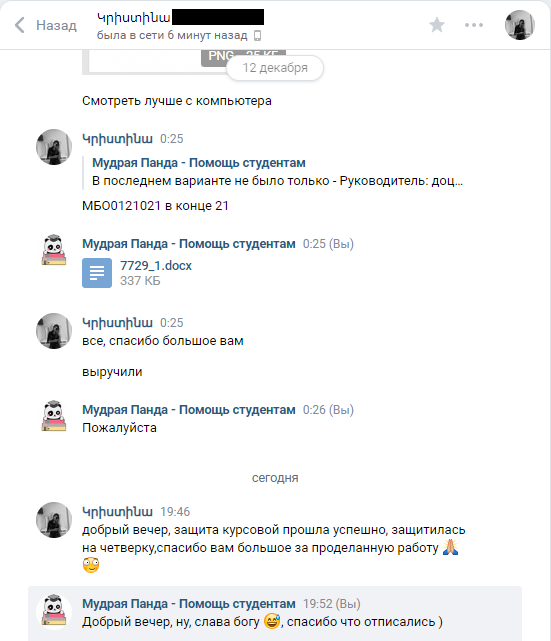 Назад
Կրիստինա
была в сети 6 минут назад
12 декабря
Смотреть лучше с компьютера
Կրիստինա 0:25
Мудрая Панда - Помощь студентам
В последнем варианте не было только - Руководитель: доц...
МБО0121021 в конце 21
Мудрая Панда - Помощь студентам 0:25 (Вы)
7729_1.docx
337 КБ
Կրիստինա 0:25
все, спасибо большое вам
выручили
Мудрая Панда - Помощь студентам 0:26 (Вы)
Пожалуйста
сегодня
Կրիստինա 19:46
добрый вечер, защита курсовой прошла успешно, защитилась
на четверку,спасибо вам большое за проделанную работу 🙏🏻
😳
Мудрая Панда - Помощь студентам 19:52 (Вы)
Добрый вечер, ну, слава богу 😅, спасибо что отписались )